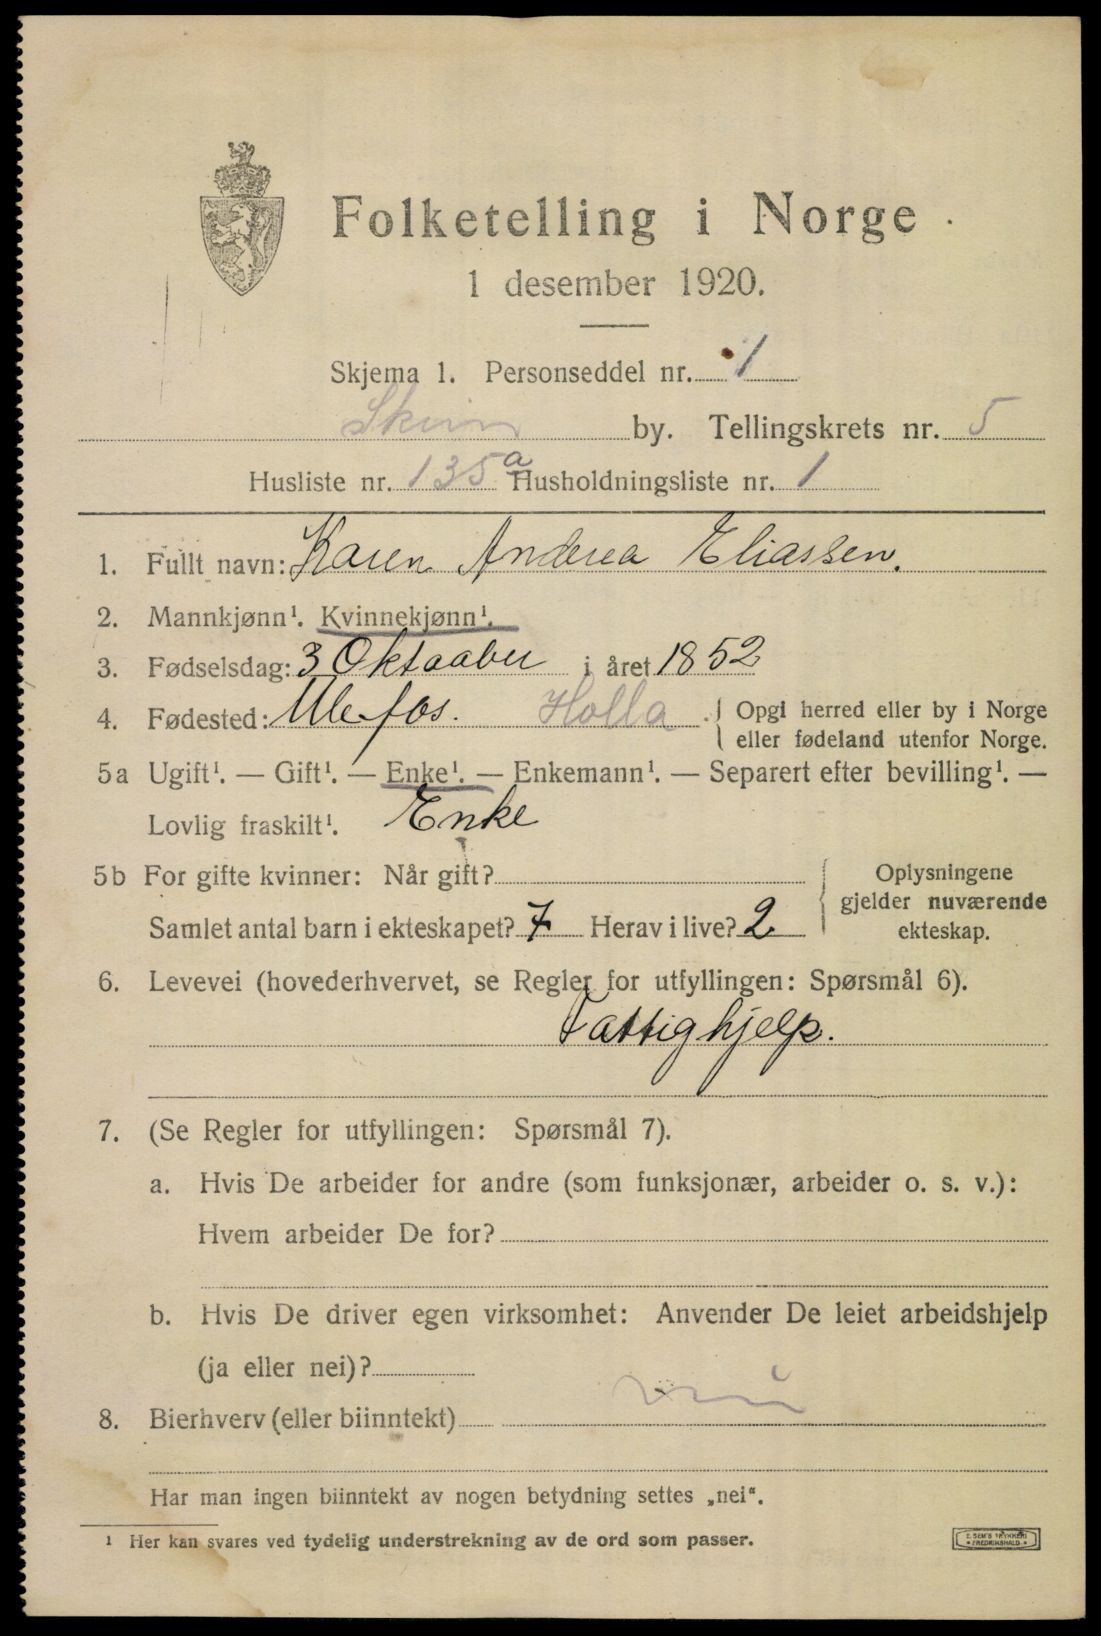 Folketelling i Norge
1 desember 1920.
Skjema 1. Personseddel nr. 1
Skien by. Tellingskrets nr. 5
Husliste nr. 135a Husholdningsliste nr. 1
1. Fullt navn: Karen Anderea Eliassen.
2. Mannkjønn¹. Kvinnekjønn¹.
3. Fødselsdag: 3 Oktaaber i året 1852
4. Fødested: Ulefos. Holla { Opgi herred eller by i Norge
eller fødeland utenfor Norge.
5a Ugift¹. — Gift¹. — Enke¹. — Enkemann¹. — Separert efter bevilling¹. —
Lovlig fraskilt¹. Enke
5b For gifte kvinner: Når gift? { Oplysningene
gjelder nuværende
Samlet antal barn i ekteskapet? 7 Herav i live? 2 ekteskap.
6. Levevei (hovederhvervet, se Regler for utfyllingen: Spørsmål 6).
Fattighjelp.
7. (Se Regler for utfyllingen: Spørsmål 7).
a. Hvis De arbeider for andre (som funksjonær, arbeider o. s. v.):
Hvem arbeider De for?
b. Hvis De driver egen virksomhet: Anvender De leiet arbeidshjelp
(ja eller nei)?
8. Bierhverv (eller biinntekt) nei
Har man ingen biinntekt av nogen betydning settes „nei“.
¹ Her kan svares ved tydelig understrekning av de ord som passer.
E. SEM'S TRYKKERI
FREDRIKSHALD